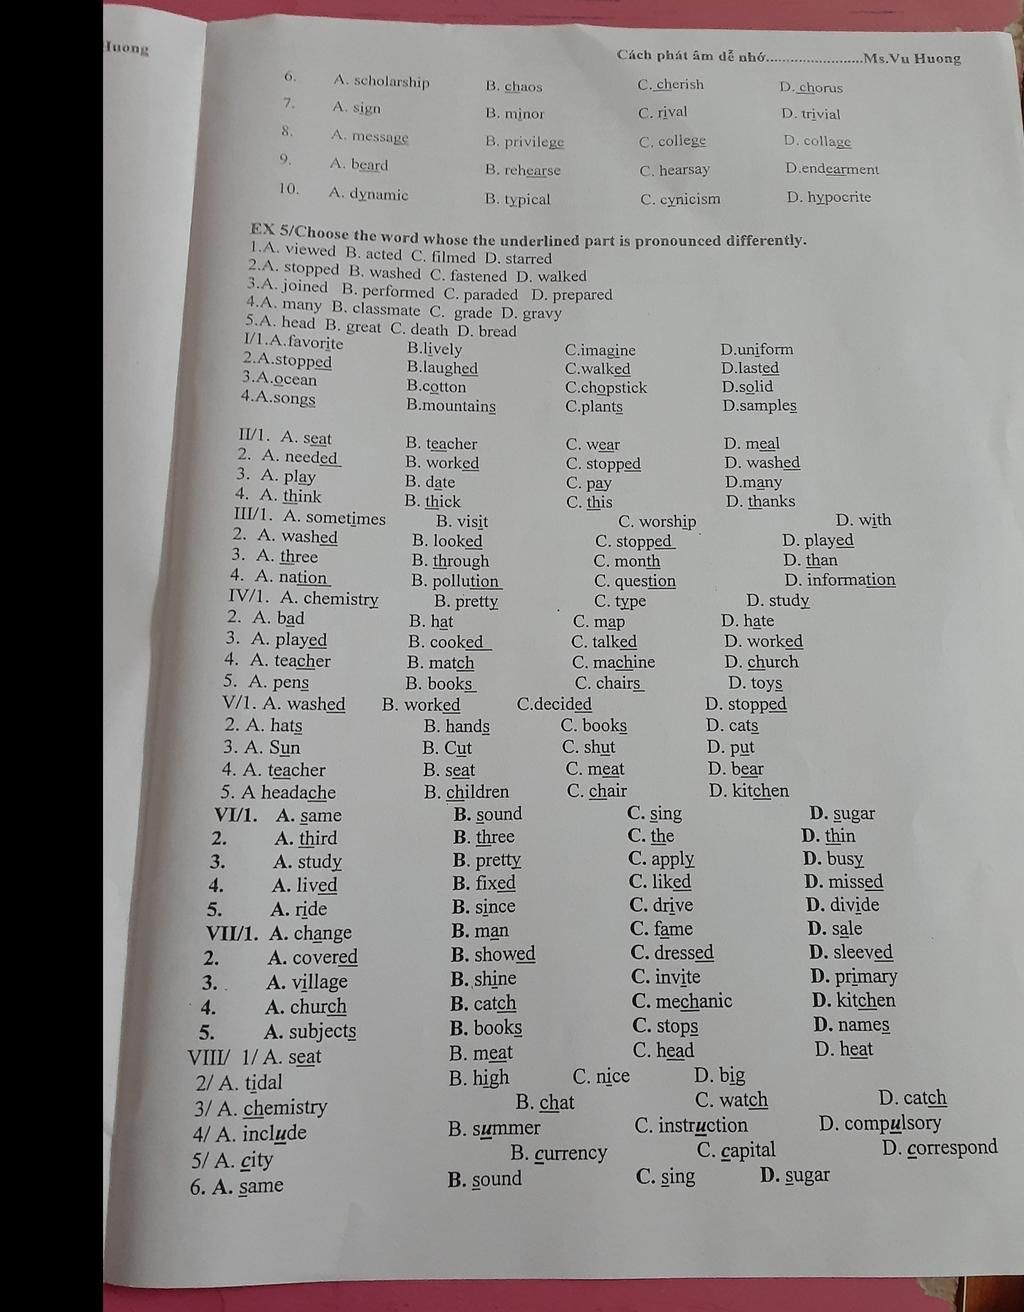 Huong
Cách phát âm dễ nhớ........................Ms.Vu Huong
6. A. scholarship B. chaos C. cherish D. chorus
7. A. sign B. minor C. rival D. trivial
8. A. message B. privilege C. college D. collage
9. A. beard B. rehearse C. hearsay D.endearment
10. A. dynamic B. typical C. cynicism D. hypocrite
EX 5/Choose the word whose the underlined part is pronounced differently.
1.A. viewed B. acted C. filmed D. starred
2.A. stopped B. washed C. fastened D. walked
3.A. joined B. performed C. paraded D. prepared
4.A. many B. classmate C. grade D. gravy
5.A. head B. great C. death D. bread
I/1.A.favorite B.lively C.imagine D.uniform
2.A.stopped B.laughed C.walked D.lasted
3.A.ocean B.cotton C.chopstick D.solid
4.A.songs B.mountains C.plants D.samples
II/1. A. seat B. teacher C. wear D. meal
2. A. needed B. worked C. stopped D. washed
3. A. play B. date C. pay D.many
4. A. think B. thick C. this D. thanks
III/1. A. sometimes B. visit C. worship D. with
2. A. washed B. looked C. stopped D. played
3. A. three B. through C. month D. than
4. A. nation B. pollution C. question D. information
IV/1. A. chemistry B. pretty C. type D. study
2. A. bad B. hat C. map D. hate
3. A. played B. cooked C. talked D. worked
4. A. teacher B. match C. machine D. church
5. A. pens B. books C. chairs D. toys
V/1. A. washed B. worked C.decided D. stopped
2. A. hats B. hands C. books D. cats
3. A. Sun B. Cut C. shut D. put
4. A. teacher B. seat C. meat D. bear
5. A headache B. children C. chair D. kitchen
VI/1. A. same B. sound C. sing D. sugar
2. A. third B. three C. the D. thin
3. A. study B. pretty C. apply D. busy
4. A. lived B. fixed C. liked D. missed
5. A. ride B. since C. drive D. divide
VII/1. A. change B. man C. fame D. sale
2. A. covered B. showed C. dressed D. sleeved
3. . A. village B. shine C. invite D. primary
4. A. church B. catch C. mechanic D. kitchen
5. A. subjects B. books C. stops D. names
VIII/ 1/ A. seat B. meat C. head D. heat
2/ A. tidal B. high C. nice D. big
3/ A. chemistry B. chat C. watch D. catch
4/ A. include B. summer C. instruction D. compulsory
5/ A. city B. currency C. capital D. correspond
6. A. same B. sound C. sing D. sugar